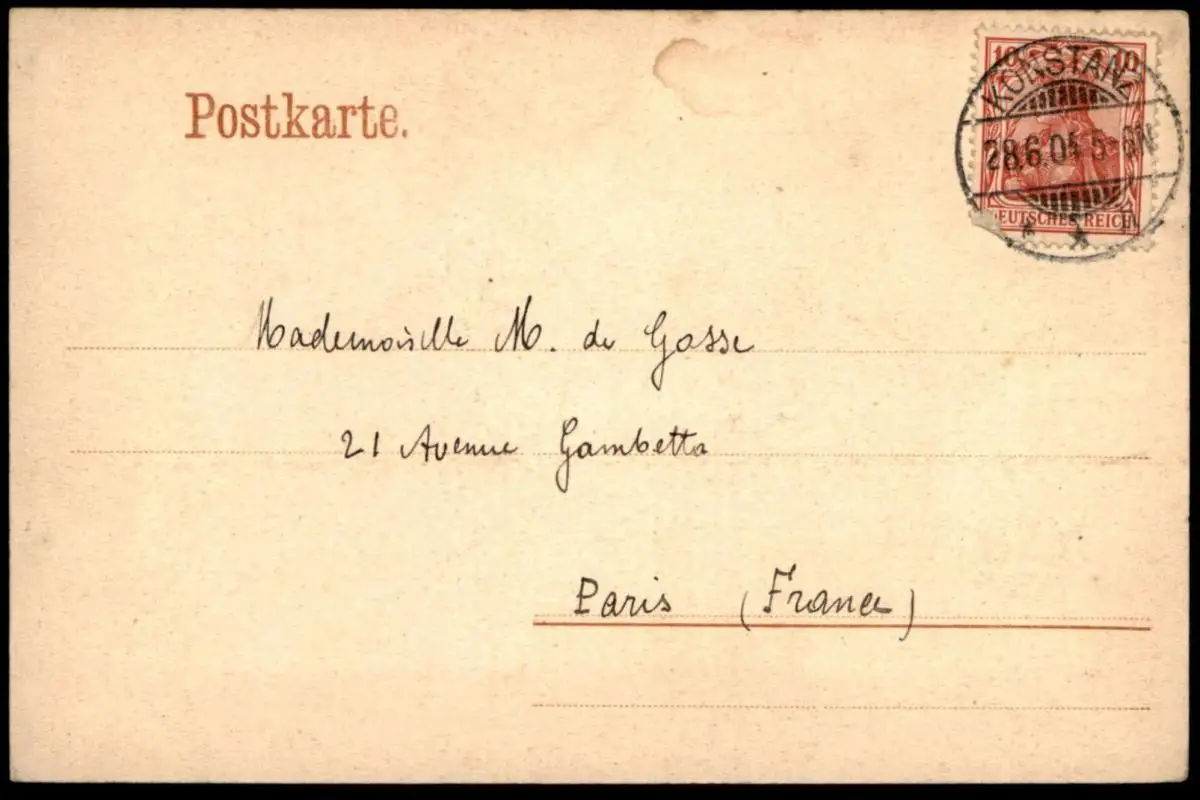 Postkarte.
10 10
KONSTANZ
28.6.04 5-6N
DEUTSCHES REICH
Mademoiselle M. de Gosse
21 Avenue Gambetta
Paris (France)